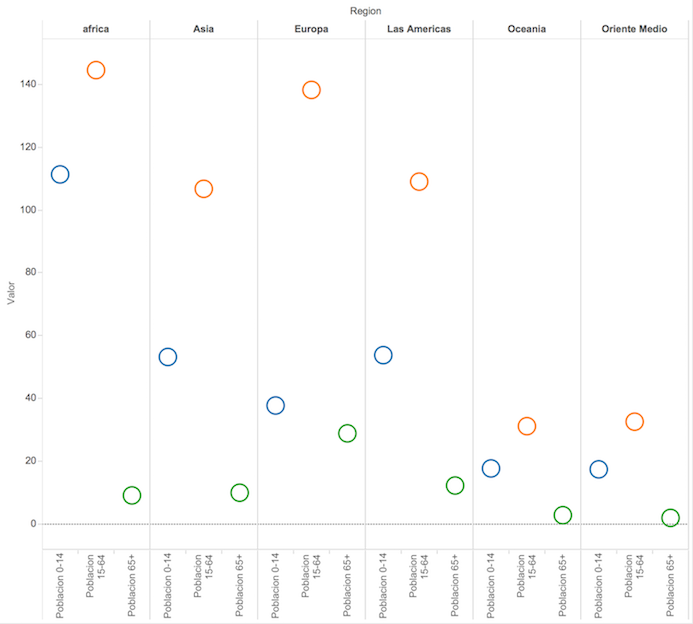 Region
africa
Asia
Europa
Las Americas
Oceania
Oriente Medio
Valor
140
120
100
80
60
40
20
0
Poblacion 0-14
Poblacion
15-64
Poblacion 65+
Poblacion 0-14
Poblacion
15-64
Poblacion 65+
Poblacion 0-14
Poblacion
15-64
Poblacion 65+
Poblacion 0-14
Poblacion
15-64
Poblacion 65+
Poblacion 0-14
Poblacion
15-64
Poblacion 65+
Poblacion 0-14
Poblacion
15-64
Poblacion 65+